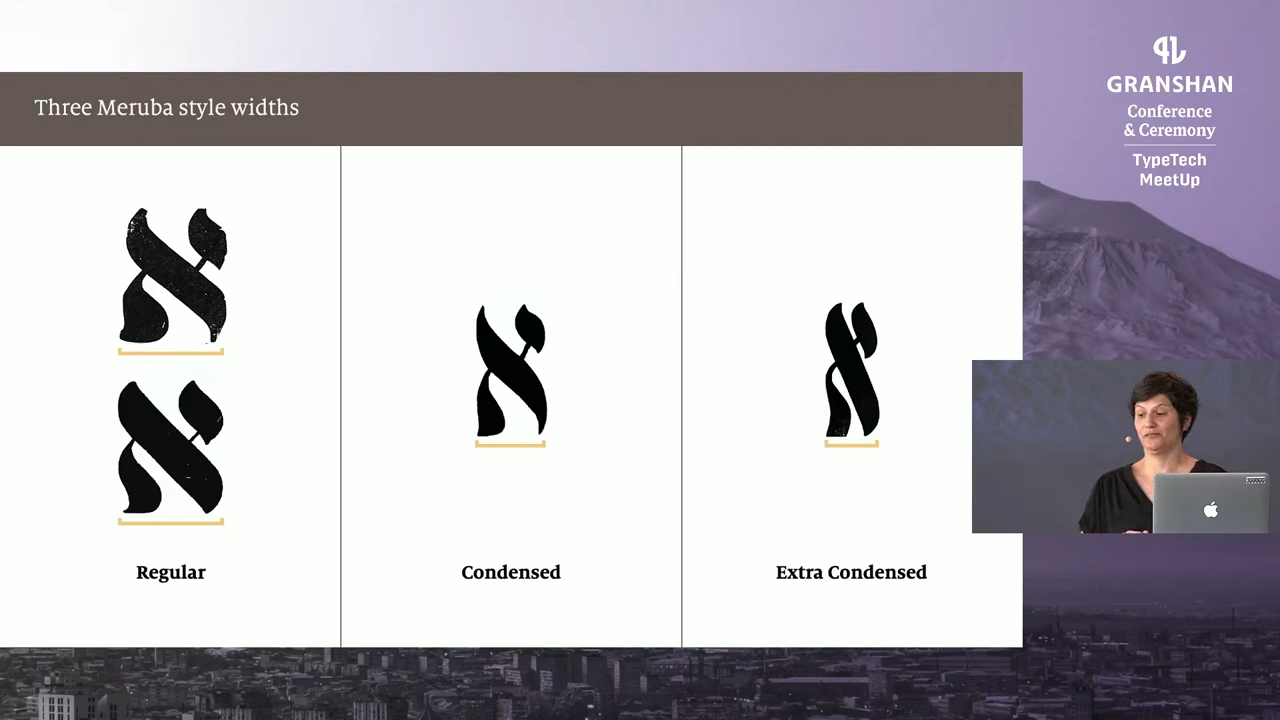 Three Meruba style widths
א
א
Regular
א
Condensed
א
Extra Condensed
GRANSHAN
Conference
& Ceremony
TypeTech
MeetUp